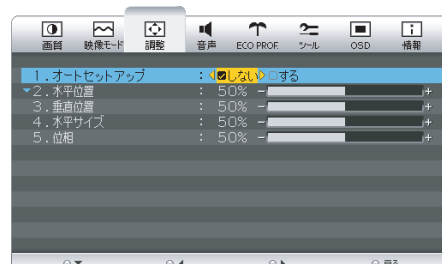 画質 映像モード 調整 音声 ECO PROF. ツール OSD 情報
1.オートセットアップ : しない する
2.水平位置 : 50% - +
3.垂直位置 : 50% - +
4.水平サイズ : 50% - +
5.位相 : 50% - +